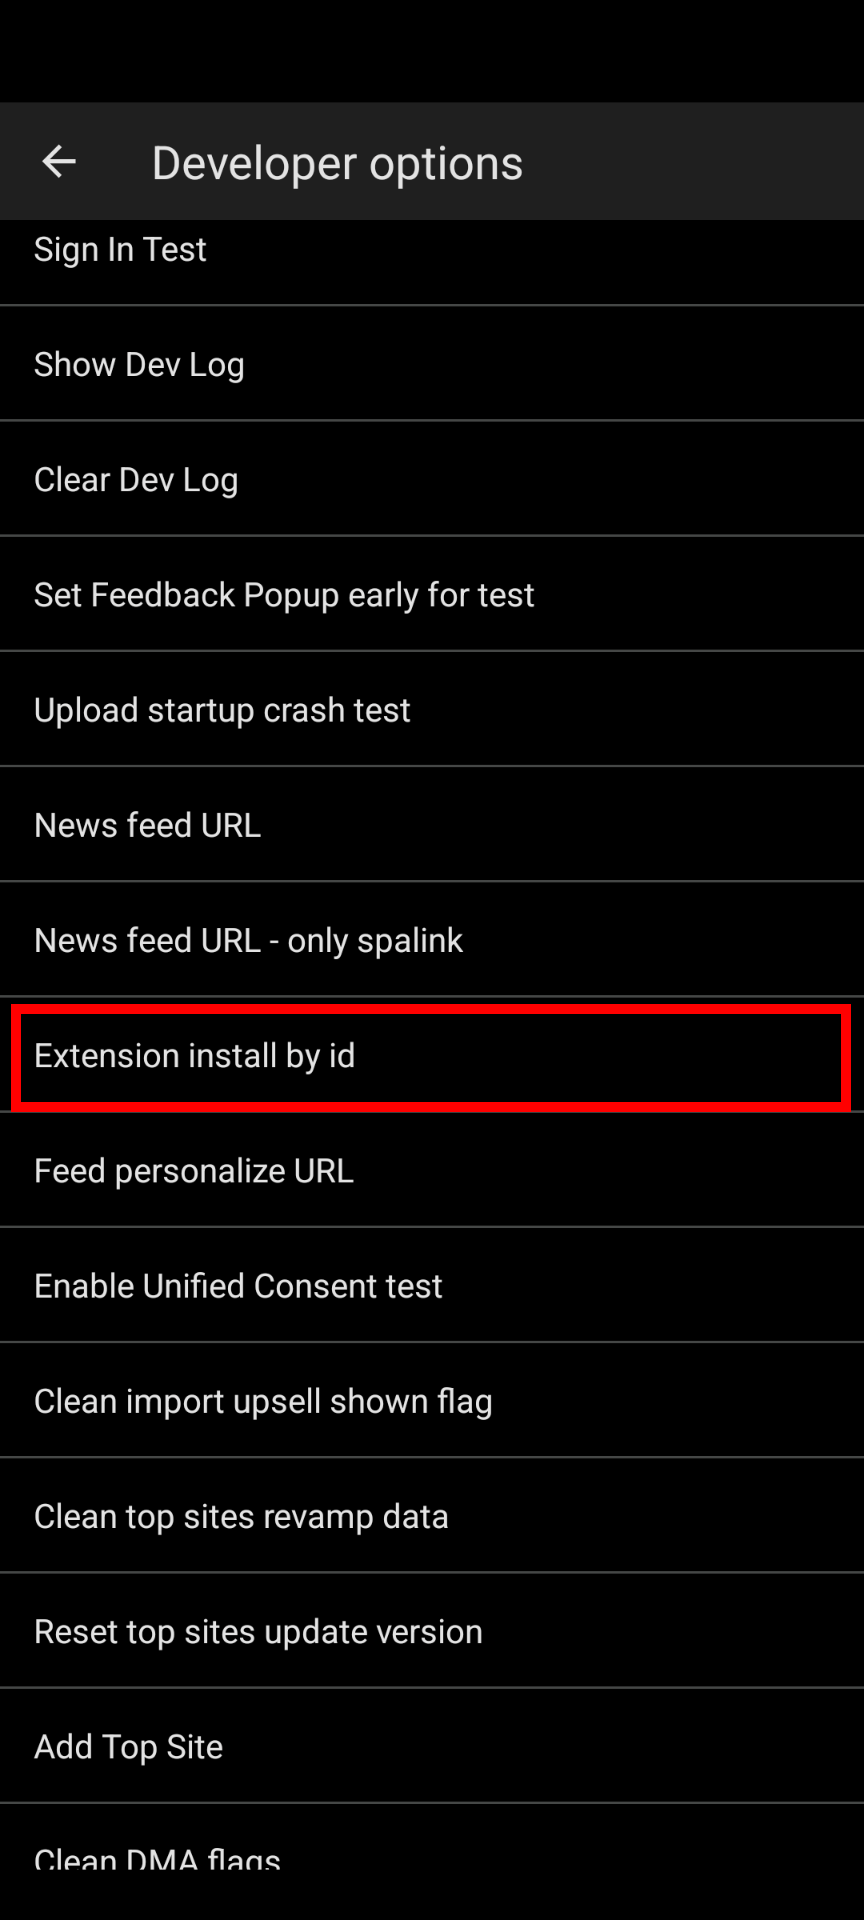 Developer options
Sign In Test
Show Dev Log
Clear Dev Log
Set Feedback Popup early for test
Upload startup crash test
News feed URL
News feed URL - only spalink
Extension install by id
Feed personalize URL
Enable Unified Consent test
Clean import upsell shown flag
Clean top sites revamp data
Reset top sites update version
Add Top Site
Clean DMA flags